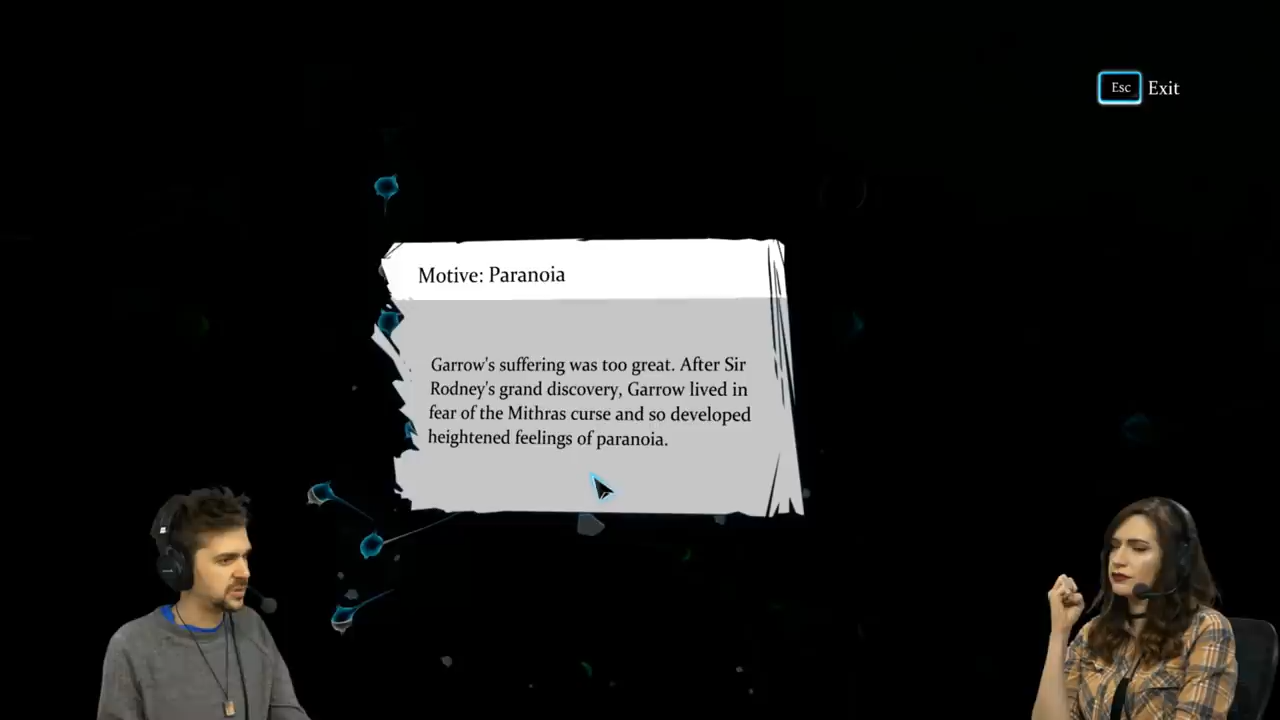 Esc Exit
Motive: Paranoia
Garrow's suffering was too great. After Sir
Rodney's grand discovery, Garrow lived in
fear of the Mithras curse and so developed
heightened feelings of paranoia.